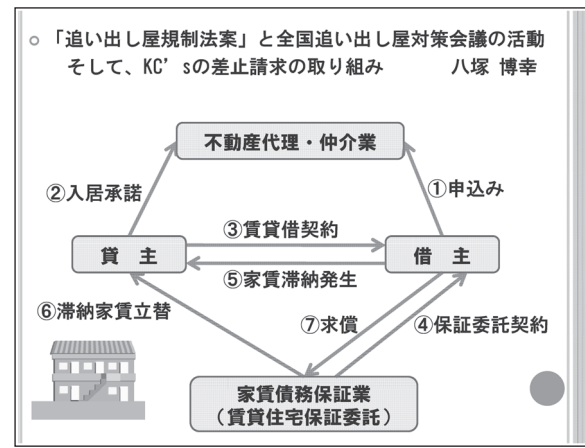 「追い出し屋規制法案」と全国追い出し屋対策会議の活動
そして、KC’sの差止請求の取り組み 八塚 博幸
不動産代理・仲介業
②入居承諾
①申込み
③賃貸借契約
貸 主
借 主
⑤家賃滞納発生
⑥滞納家賃立替
⑦求償
④保証委託契約
家賃債務保証業
(賃貸住宅保証委託)